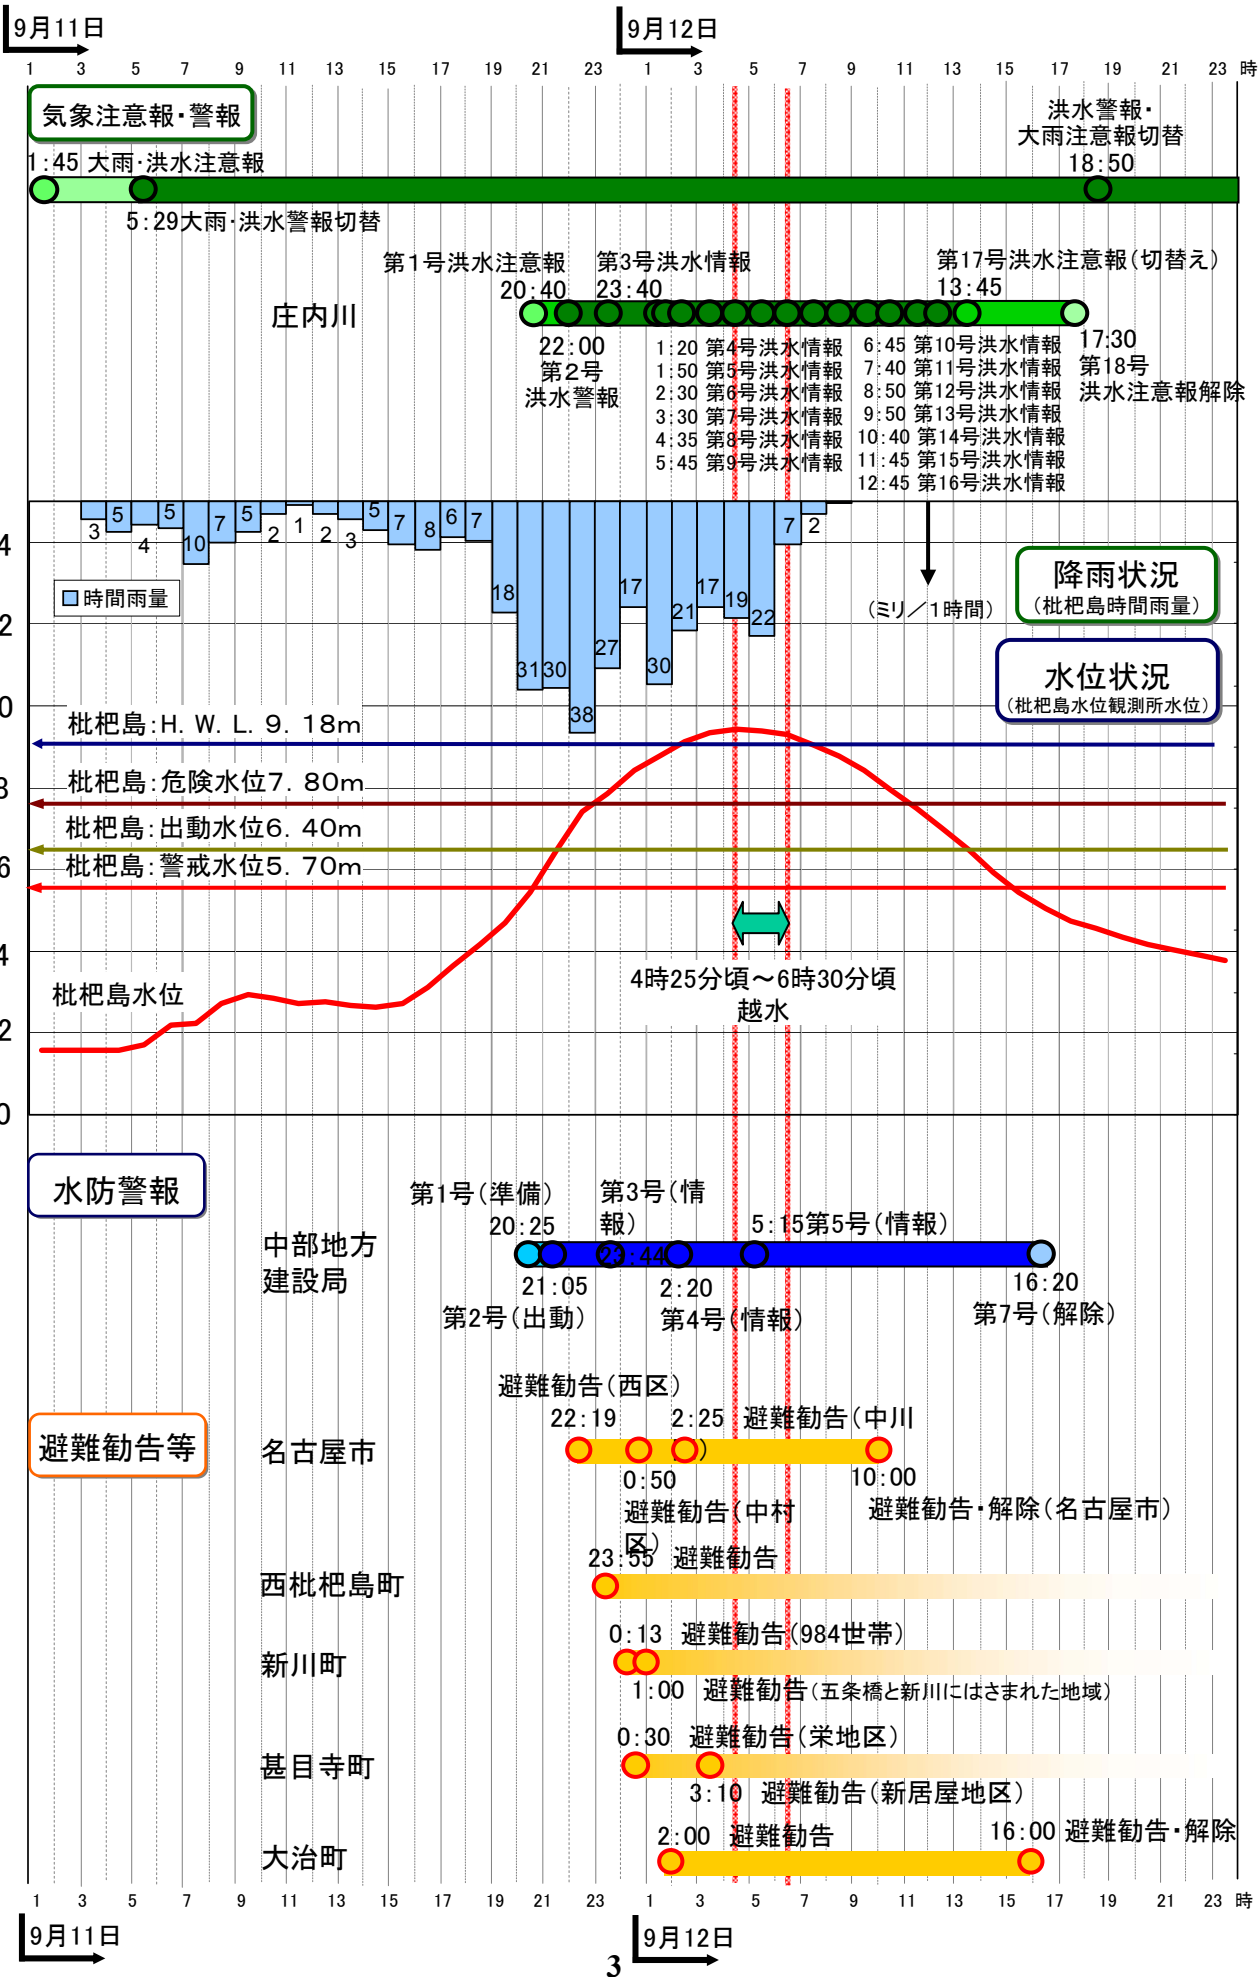 9月11日
9月12日
1 3 5 7 9 11 13 15 17 19 21 23 1 3 5 7 9 11 13 15 17 19 21 23 時
気象注意報・警報
洪水警報・
大雨注意報切替
18:50
1:45 大雨・洪水注意報
5:29大雨・洪水警報切替
第1号洪水注意報
20:40
第3号洪水情報
23:40
第17号洪水注意報(切替え)
13:45
庄内川
22:00
第2号
洪水警報
1:20 第4号洪水情報
1:50 第5号洪水情報
2:30 第6号洪水情報
3:30 第7号洪水情報
4:35 第8号洪水情報
5:45 第9号洪水情報
6:45 第10号洪水情報
7:40 第11号洪水情報
8:50 第12号洪水情報
9:50 第13号洪水情報
10:40 第14号洪水情報
11:45 第15号洪水情報
12:45 第16号洪水情報
17:30
第18号
洪水注意報解除
3 5 4 5 10 7 5 2 1 2 3 5 7 8 6 7 18 31 30 38 27 17 30 21 17 19 22 7 2
時間雨量
(ミリ/1時間)
降雨状況
(枇杷島時間雨量)
水位状況
(枇杷島水位観測所水位)
4
2
0
8
6
4
2
0
枇杷島:H.W.L.9.18m
枇杷島:危険水位7.80m
枇杷島:出動水位6.40m
枇杷島:警戒水位5.70m
枇杷島水位
4時25分頃～6時30分頃
越水
水防警報
中部地方
建設局
第1号(準備)
20:25
第3号(情
報)
23:44
5:15第5号(情報)
21:05
第2号(出動)
2:20
第4号(情報)
16:20
第7号(解除)
避難勧告等
名古屋市
避難勧告(西区)
22:19
2:25 避難勧告(中川
)
0:50
避難勧告(中村
区)
10:00
避難勧告・解除(名古屋市)
西枇杷島町
23:55 避難勧告
新川町
0:13 避難勧告(984世帯)
1:00 避難勧告(五条橋と新川にはさまれた地域)
甚目寺町
0:30 避難勧告(栄地区)
3:10 避難勧告(新居屋地区)
大治町
2:00 避難勧告
16:00 避難勧告・解除
1 3 5 7 9 11 13 15 17 19 21 23 1 3 5 7 9 11 13 15 17 19 21 23 時
9月11日
9月12日
3